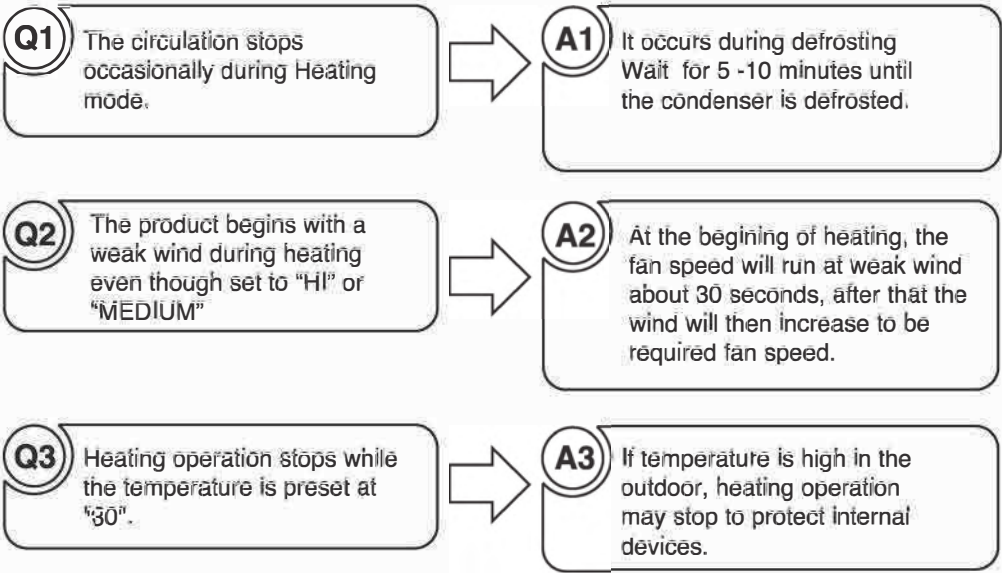 Q1
The circulation stops
occasionally during Heating
mode.
A1
It occurs during defrosting
Wait for 5 -10 minutes until
the condenser is defrosted.
Q2
The product begins with a
weak wind during heating
even though set to “HI” or
“MEDIUM”
A2
At the begining of heating, the
fan speed will run at weak wind
about 30 seconds, after that the
wind will then increase to be
required fan speed.
Q3
Heating operation stops while
the temperature is preset at
"30".
A3
If temperature is high in the
outdoor, heating operation
may stop to protect internal
devices.